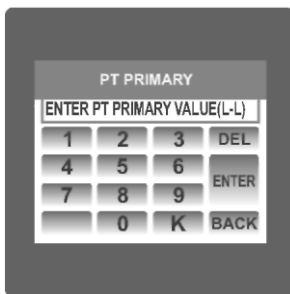 PT PRIMARY
ENTER PT PRIMARY VALUE(L-L)
1 2 3 DEL
4 5 6 ENTER
7 8 9
0 K BACK